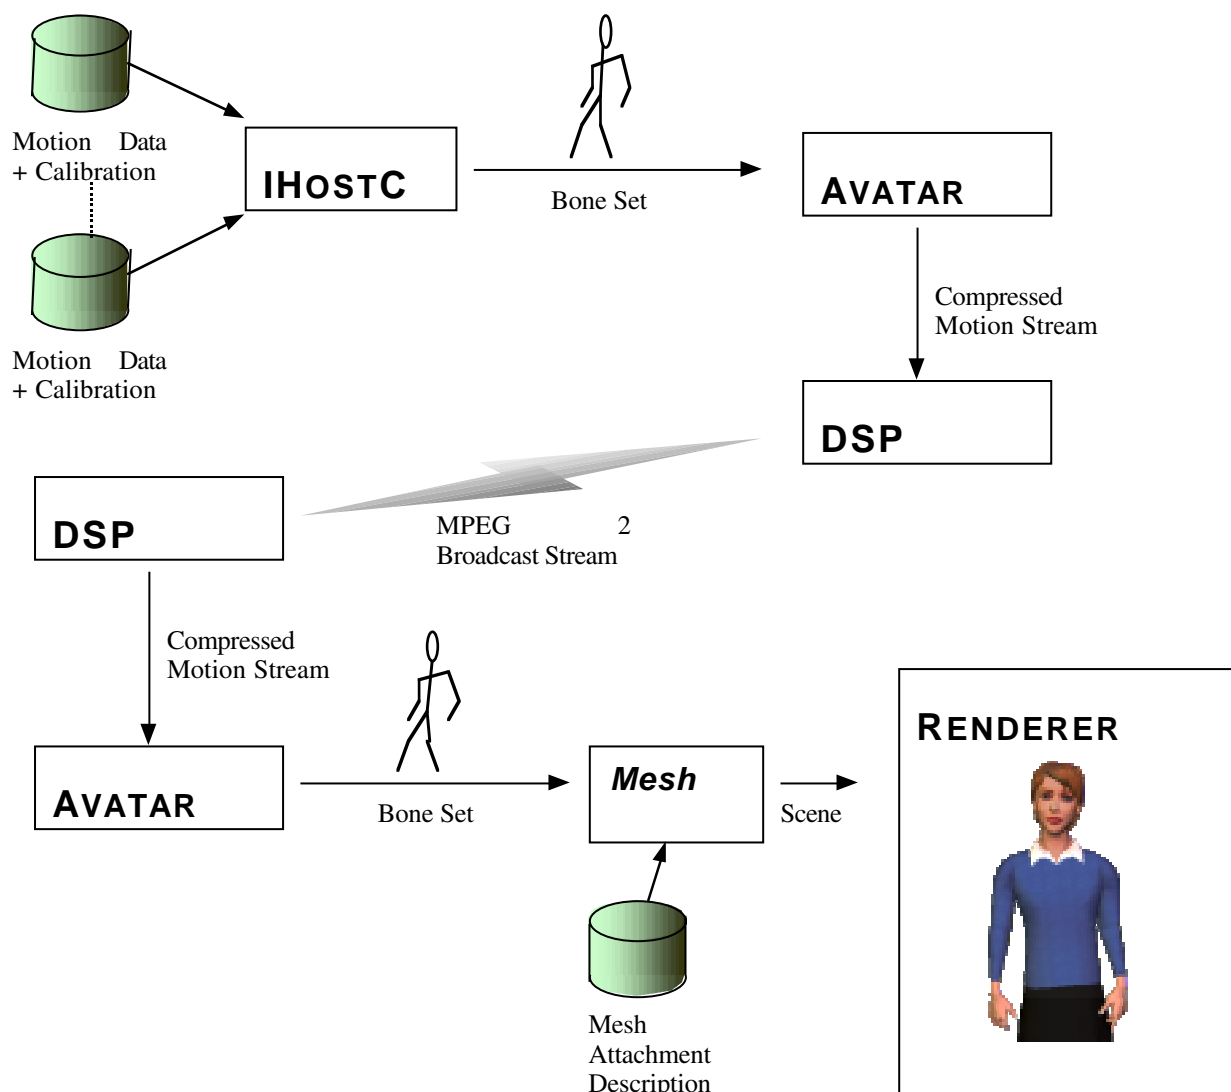 Motion Data
+ Calibration
IHOSTC
Bone Set
AVATAR
Motion Data
+ Calibration
Compressed
Motion Stream
DSP
MPEG 2
Broadcast Stream
DSP
Compressed
Motion Stream
AVATAR
Bone Set
Mesh
Scene
RENDERER
Mesh
Attachment
Description